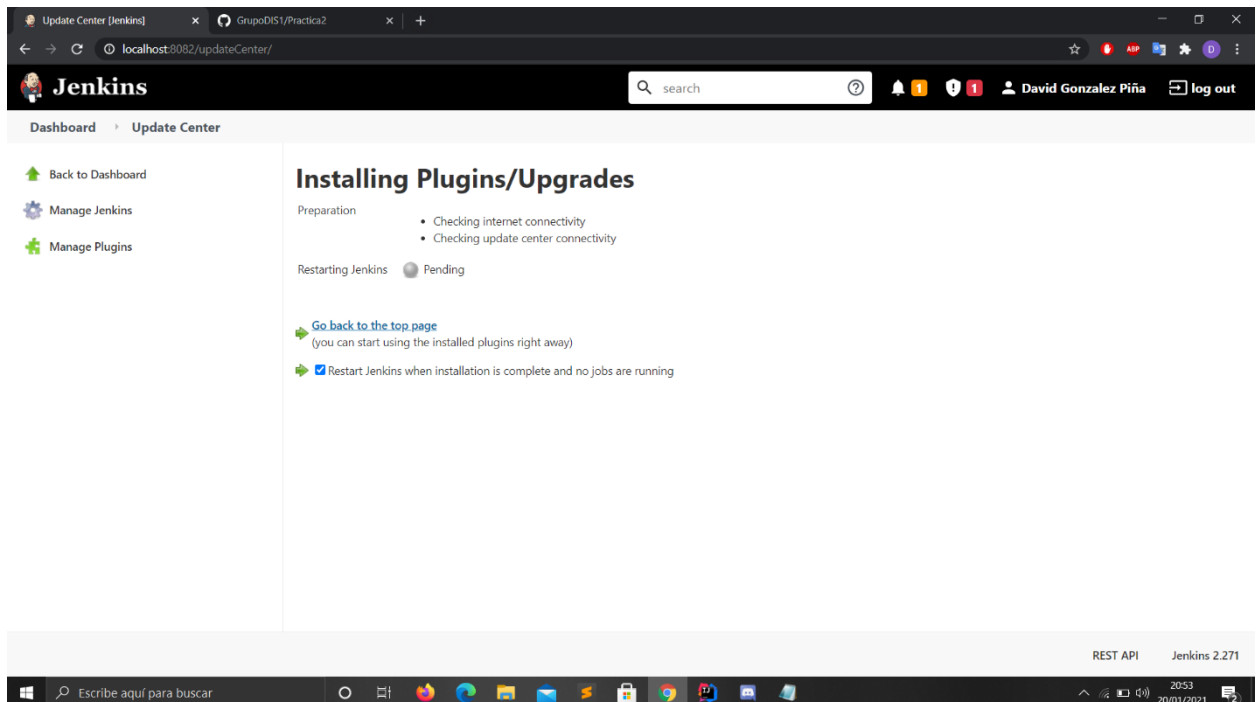 Update Center [Jenkins]
GrupoDIS1/Practica2
localhost:8082/updateCenter/
ABP
D
Jenkins
search
1
1
David Gonzalez Piña
log out
Dashboard
Update Center
Back to Dashboard
Manage Jenkins
Manage Plugins
Installing Plugins/Upgrades
Preparation
• Checking internet connectivity
• Checking update center connectivity
Restarting Jenkins
Pending
Go back to the top page
(you can start using the installed plugins right away)
Restart Jenkins when installation is complete and no jobs are running
REST API
Jenkins 2.271
Escribe aquí para buscar
20:53
20/01/2021
2